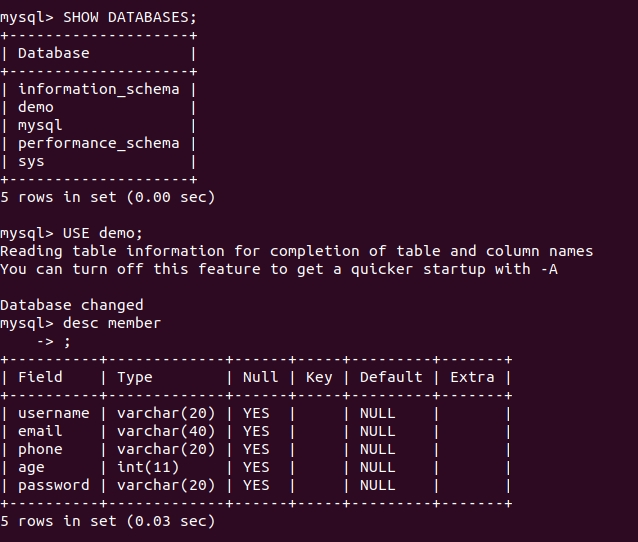 mysql> SHOW DATABASES;
+--------------------+
| Database           |
+--------------------+
| information_schema |
| demo               |
| mysql              |
| performance_schema |
| sys                |
+--------------------+
5 rows in set (0.00 sec)

mysql> USE demo;
Reading table information for completion of table and column names
You can turn off this feature to get a quicker startup with -A

Database changed
mysql> desc member
    -> ;
+----------+-------------+------+-----+---------+-------+
| Field    | Type        | Null | Key | Default | Extra |
+----------+-------------+------+-----+---------+-------+
| username | varchar(20) | YES  |     | NULL    |       |
| email    | varchar(40) | YES  |     | NULL    |       |
| phone    | varchar(20) | YES  |     | NULL    |       |
| age      | int(11)     | YES  |     | NULL    |       |
| password | varchar(20) | YES  |     | NULL    |       |
+----------+-------------+------+-----+---------+-------+
5 rows in set (0.03 sec)